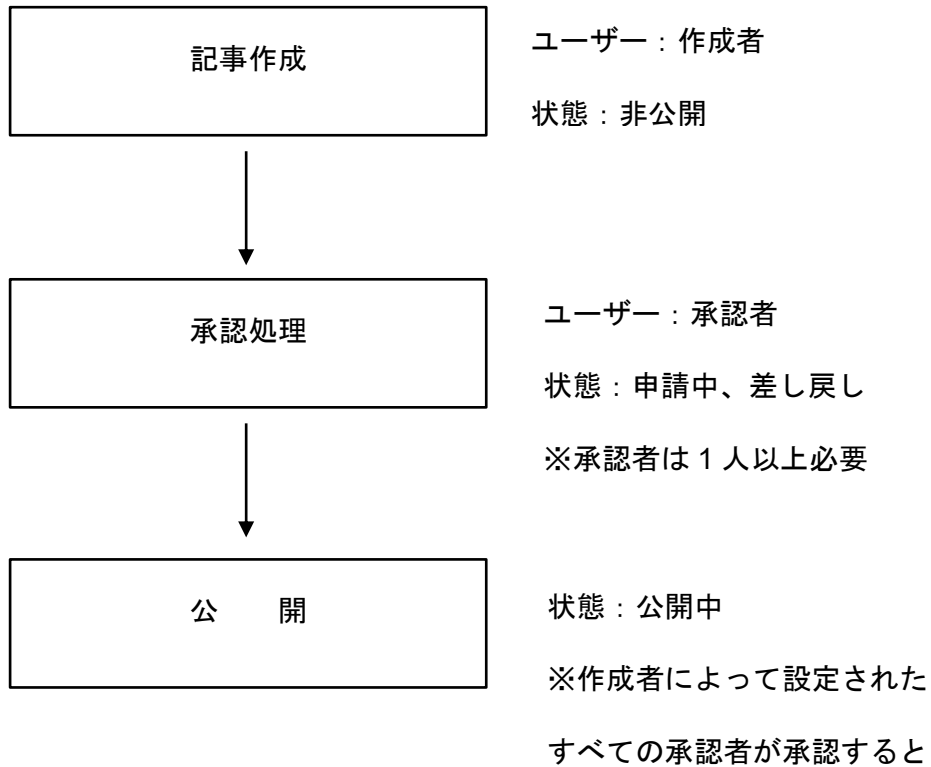 記事作成
ユーザー：作成者
状態：非公開
承認処理
ユーザー：承認者
状態：申請中、差し戻し
※承認者は 1 人以上必要
公　　開
状態：公開中
※作成者によって設定された
すべての承認者が承認すると